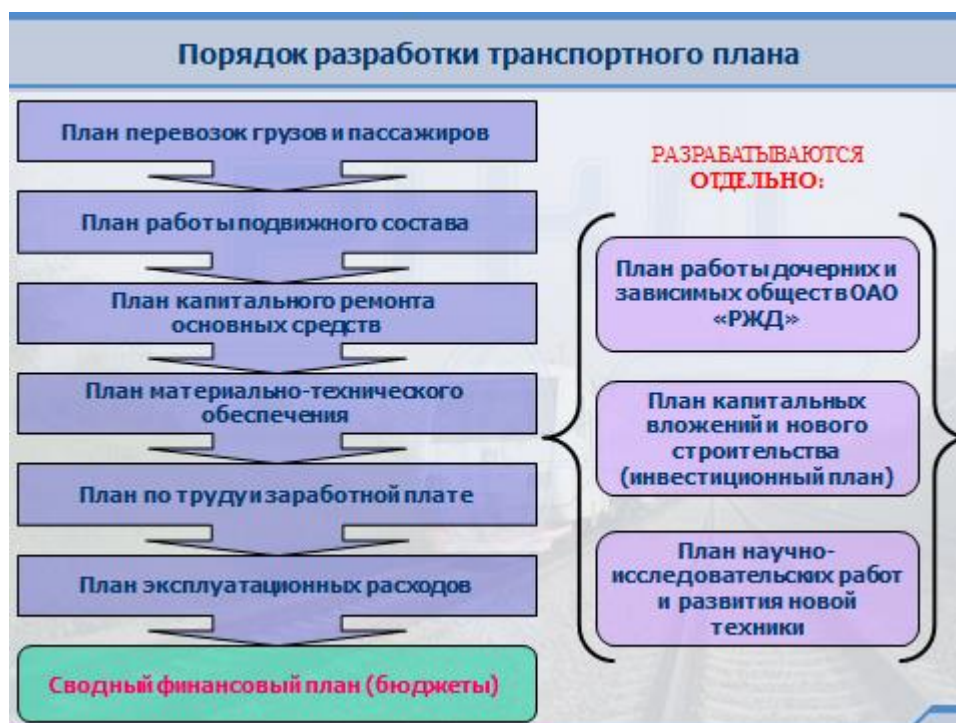 Порядок разработки транспортного плана
План перевозок грузов и пассажиров
План работы подвижного состава
План капитального ремонта
основных средств
План материально-технического
обеспечения
План по труду и заработной плате
План эксплуатационных расходов
Сводный финансовый план (бюджеты)
РАЗРАБАТЫВАЮТСЯ
ОТДЕЛЬНО:
План работы дочерних и
зависимых обществ ОАО
«РЖД»
План капитальных
вложений и нового
строительства
(инвестиционный план)
План научно-
исследовательских работ
и развития новой
техники